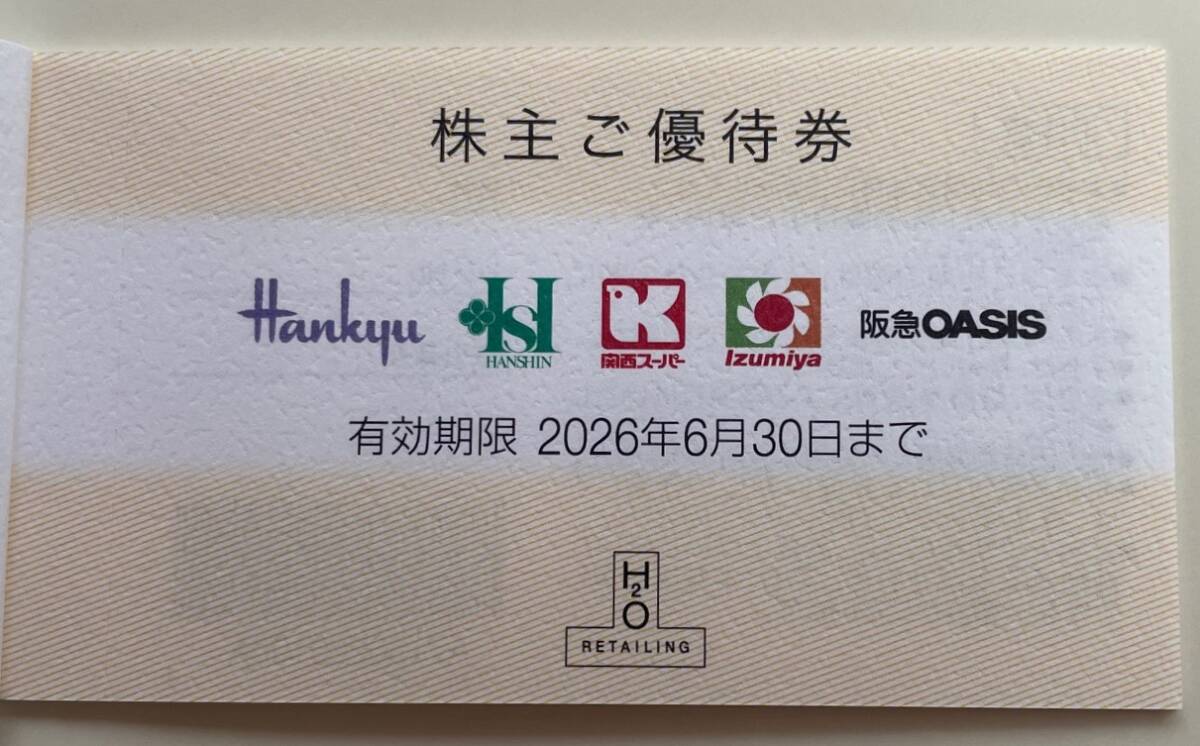 株主ご優待券
Hankyu
HS
HANSHIN
K
関西スーパー
Izumiya
阪急OASIS
有効期限 2026年6月30日まで
H2O
RETAILING